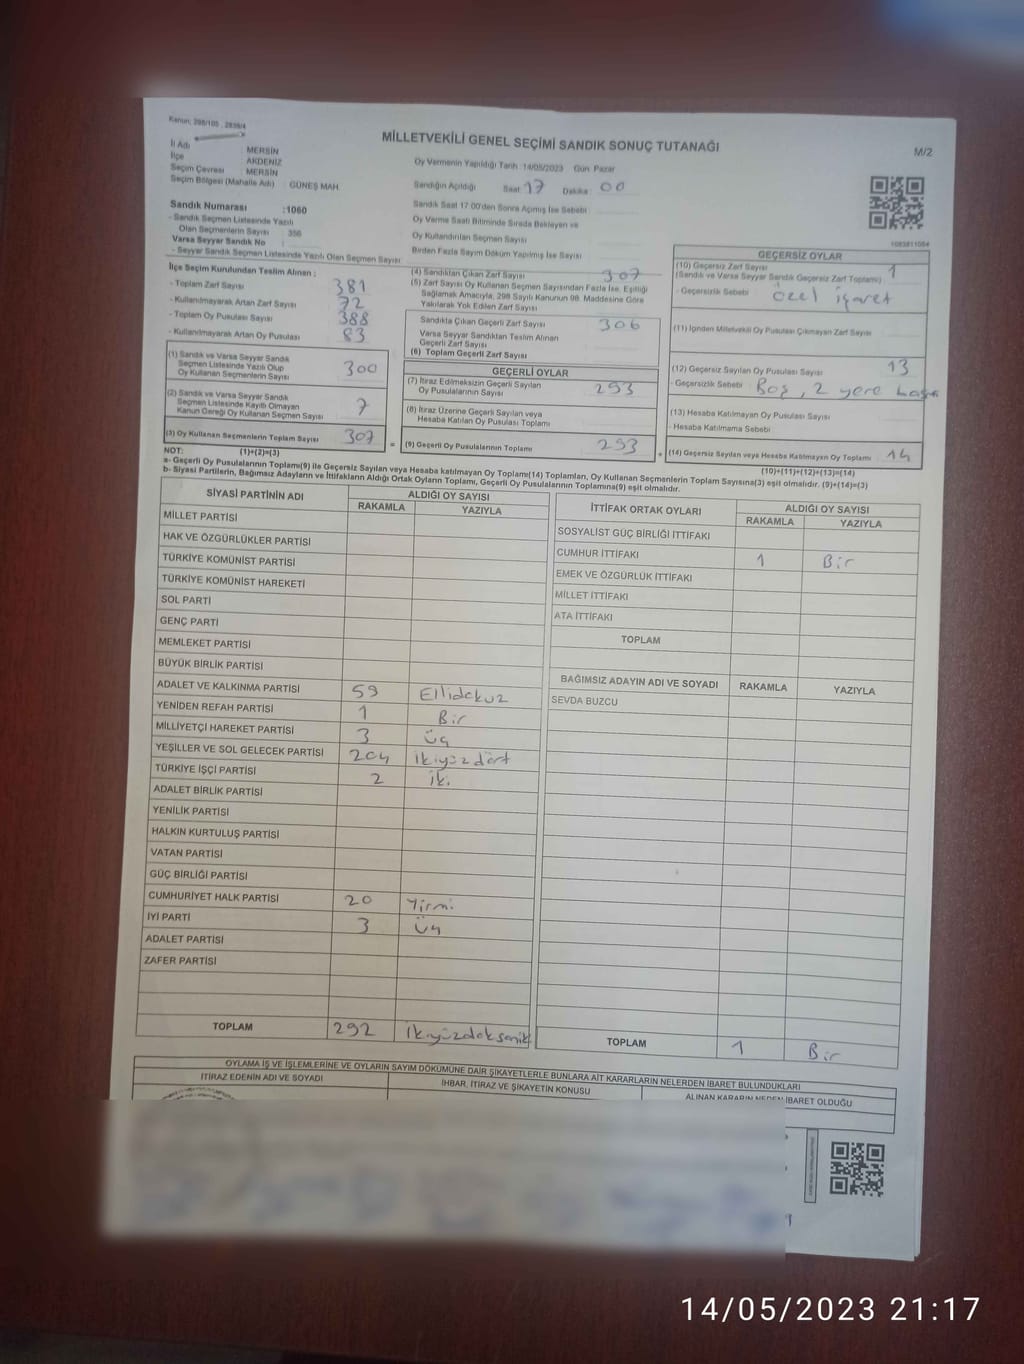 Kanun: 298/105 , 2839/4
MİLLETVEKİLİ GENEL SEÇİMİ SANDIK SONUÇ TUTANAĞI
M/2
İl Adı MERSİN
İlçe AKDENİZ
Seçim Çevresi MERSİN
Seçim Bölgesi (Mahalle Adı) : GÜNEŞ MAH.
Oy Vermenin Yapıldığı Tarih :14/05/2023 Gün Pazar
Sandığın Açıldığı Saat 17 Dakika 00
Sandık Saat 17:00'den Sonra Açımış İse Sebebi
Oy Verme Saati Bitiminde Sırada Bekleyen ve
Oy Kullandırılan Seçmen Sayısı
Birden Fazla Sayım Döküm Yapılmış İse Sayısı
Sandık Numarası :1060
- Sandık Seçmen Listesinde Yazılı
Olan Seçmenlerin Sayısı : 356
Varsa Seyyar Sandık No
- Seyyar Sandık Seçmen Listesinde Yazılı Olan Seçmen Sayısı
İlçe Seçim Kurulundan Teslim Alınan :
- Toplam Zarf Sayısı 381
- Kullanılmayarak Artan Zarf Sayısı 72
- Toplam Oy Pusulası Sayısı 388
- Kullanılmayarak Artan Oy Pusulası 83
(1) Sandık ve Varsa Seyyar Sandık
Seçmen Listesinde Yazılı Olup
Oy Kullanan Seçmenlerin Sayısı 300
(2) Sandık ve Varsa Seyyar Sandık
Seçmen Listesinde Kayıtlı Olmayan
Kanun Gereği Oy Kullanan Seçmen Sayısı 7
(3) Oy Kullanan Seçmenlerin Toplam Sayısı 307
(1)+(2)=(3)
(4) Sandıktan Çıkan Zarf Sayısı 307
(5) Zarf Sayısı Oy Kullanan Seçmen Sayısından Fazla İse, Eşitliği
Sağlamak Amacıyla, 298 Sayılı Kanunun 98. Maddesine Göre
Yakılarak Yok Edilen Zarf Sayısı
Sandıkta Çıkan Geçerli Zarf Sayısı 306
Varsa Seyyar Sandıktan Teslim Alınan
Geçerli Zarf Sayısı
(6) Toplam Geçerli Zarf Sayısı
GEÇERLİ OYLAR
(7) İtiraz Edilmeksizin Geçerli Sayılan
Oy Pusulalarının Sayısı 293
(8) İtiraz Üzerine Geçerli Sayılan veya
Hesaba Katılan Oy Pusulası Toplamı
= (9) Geçerli Oy Pusulalarının Toplamı 293
GEÇERSİZ OYLAR
(10) Geçersiz Zarf Sayısı 1
(Sandık ve Varsa Seyyar Sandık Geçersiz Zarf Toplamı)
- Geçersizlik Sebebi özel işaret
(11) İçinden Milletvekili Oy Pusulası Çıkmayan Zarf Sayısı
(12) Geçersiz Sayılan Oy Pusulası Sayısı 13
- Geçersizlik Sebebi Boş, 2 yere
(13) Hesaba Katılmayan Oy Pusulası Sayısı
- Hesaba Katılmama Sebebi
+ (14) Geçersiz Sayılan veya Hesaba Katılmayan Oy Toplamı 14
(10)+(11)+(12)+(13)=(14)
NOT:
a- Geçerli Oy Pusulalarının Toplamı(9) ile Geçersiz Sayılan veya Hesaba katılmayan Oy Toplamı(14) Toplamları, Oy Kullanan Seçmenlerin Toplam Sayısına(3) eşit olmalıdır. (9)+(14)=(3)
b- Siyasi Partilerin, Bağımsız Adayların ve İttifakların Aldığı Ortak Oyların Toplamı, Geçerli Oy Pusulalarının Toplamına(9) eşit olmalıdır.
SİYASİ PARTİNİN ADI ALDIĞI OY SAYISI
RAKAMLA YAZIYLA
MİLLET PARTİSİ
HAK VE ÖZGÜRLÜKLER PARTİSİ
TÜRKİYE KOMÜNİST PARTİSİ
TÜRKİYE KOMÜNİST HAREKETİ
SOL PARTİ
GENÇ PARTİ
MEMLEKET PARTİSİ
BÜYÜK BİRLİK PARTİSİ
ADALET VE KALKINMA PARTİSİ 59 Ellidokuz
YENİDEN REFAH PARTİSİ 1 Bir
MİLLİYETÇİ HAREKET PARTİSİ 3 üç
YEŞİLLER VE SOL GELECEK PARTİSİ 204 ikiyüzdört
TÜRKİYE İŞÇİ PARTİSİ 2 iki
ADALET BİRLİK PARTİSİ
YENİLİK PARTİSİ
HALKIN KURTULUŞ PARTİSİ
VATAN PARTİSİ
GÜÇ BİRLİĞİ PARTİSİ
CUMHURİYET HALK PARTİSİ 20 Yirmi
İYİ PARTİ 3 Üç
ADALET PARTİSİ
ZAFER PARTİSİ
TOPLAM 292
İTTİFAK ORTAK OYLARI ALDIĞI OY SAYISI
RAKAMLA YAZIYLA
SOSYALİST GÜÇ BİRLİĞİ İTTİFAKI
CUMHUR İTTİFAKI 1 Bir
EMEK VE ÖZGÜRLÜK İTTİFAKI
MİLLET İTTİFAKI
ATA İTTİFAKI
TOPLAM
BAĞIMSIZ ADAYIN ADI VE SOYADI RAKAMLA YAZIYLA
SEVDA BUZCU
TOPLAM 1 Bir
OYLAMA İŞ VE İŞLEMLERİNE VE OYLARIN SAYIM DÖKÜMÜNE DAİR ŞİKAYETLERLE BUNLARA AİT KARARLARIN NELERDEN İBARET BULUNDUKLARI
İTİRAZ EDENİN ADI VE SOYADI İHBAR, İTİRAZ VE ŞİKAYETİN KONUSU ALINAN KARARIN NEDEN İBARET OLDUĞU
14/05/2023 21:17